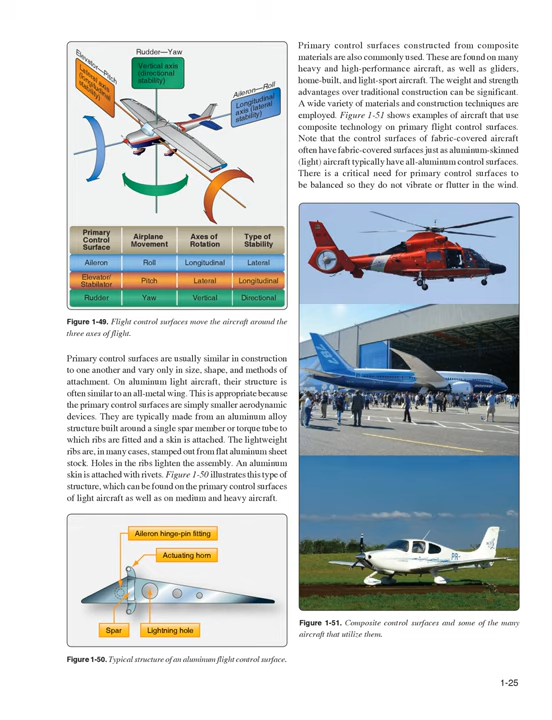 Elevator—Pitch
Lateral axis
(longitudinal
stability)
Rudder—Yaw
Vertical axis
(directional
stability)
Aileron—Roll
Longitudinal
axis (lateral
stability)
Primary
Control
Surface
Airplane
Movement
Axes of
Rotation
Type of
Stability
Aileron
Roll
Longitudinal
Lateral
Elevator/
Stabilator
Pitch
Lateral
Longitudinal
Rudder
Yaw
Vertical
Directional
Figure 1-49. Flight control surfaces move the aircraft around the
three axes of flight.
Primary control surfaces are usually similar in construction
to one another and vary only in size, shape, and methods of
attachment. On aluminum light aircraft, their structure is
often similar to an all-metal wing. This is appropriate because
the primary control surfaces are simply smaller aerodynamic
devices. They are typically made from an aluminum alloy
structure built around a single spar member or torque tube to
which ribs are fitted and a skin is attached. The lightweight
ribs are, in many cases, stamped out from flat aluminum sheet
stock. Holes in the ribs lighten the assembly. An aluminum
skin is attached with rivets. Figure 1-50 illustrates this type of
structure, which can be found on the primary control surfaces
of light aircraft as well as on medium and heavy aircraft.
Aileron hinge-pin fitting
Actuating horn
Spar
Lightning hole
Figure 1-50. Typical structure of an aluminum flight control surface.
Primary control surfaces constructed from composite
materials are also commonly used. These are found on many
heavy and high-performance aircraft, as well as gliders,
home-built, and light-sport aircraft. The weight and strength
advantages over traditional construction can be significant.
A wide variety of materials and construction techniques are
employed. Figure 1-51 shows examples of aircraft that use
composite technology on primary flight control surfaces.
Note that the control surfaces of fabric-covered aircraft
often have fabric-covered surfaces just as aluminum-skinned
(light) aircraft typically have all-aluminum control surfaces.
There is a critical need for primary control surfaces to
be balanced so they do not vibrate or flutter in the wind.
787
PR-
Figure 1-51. Composite control surfaces and some of the many
aircraft that utilize them.
1-25